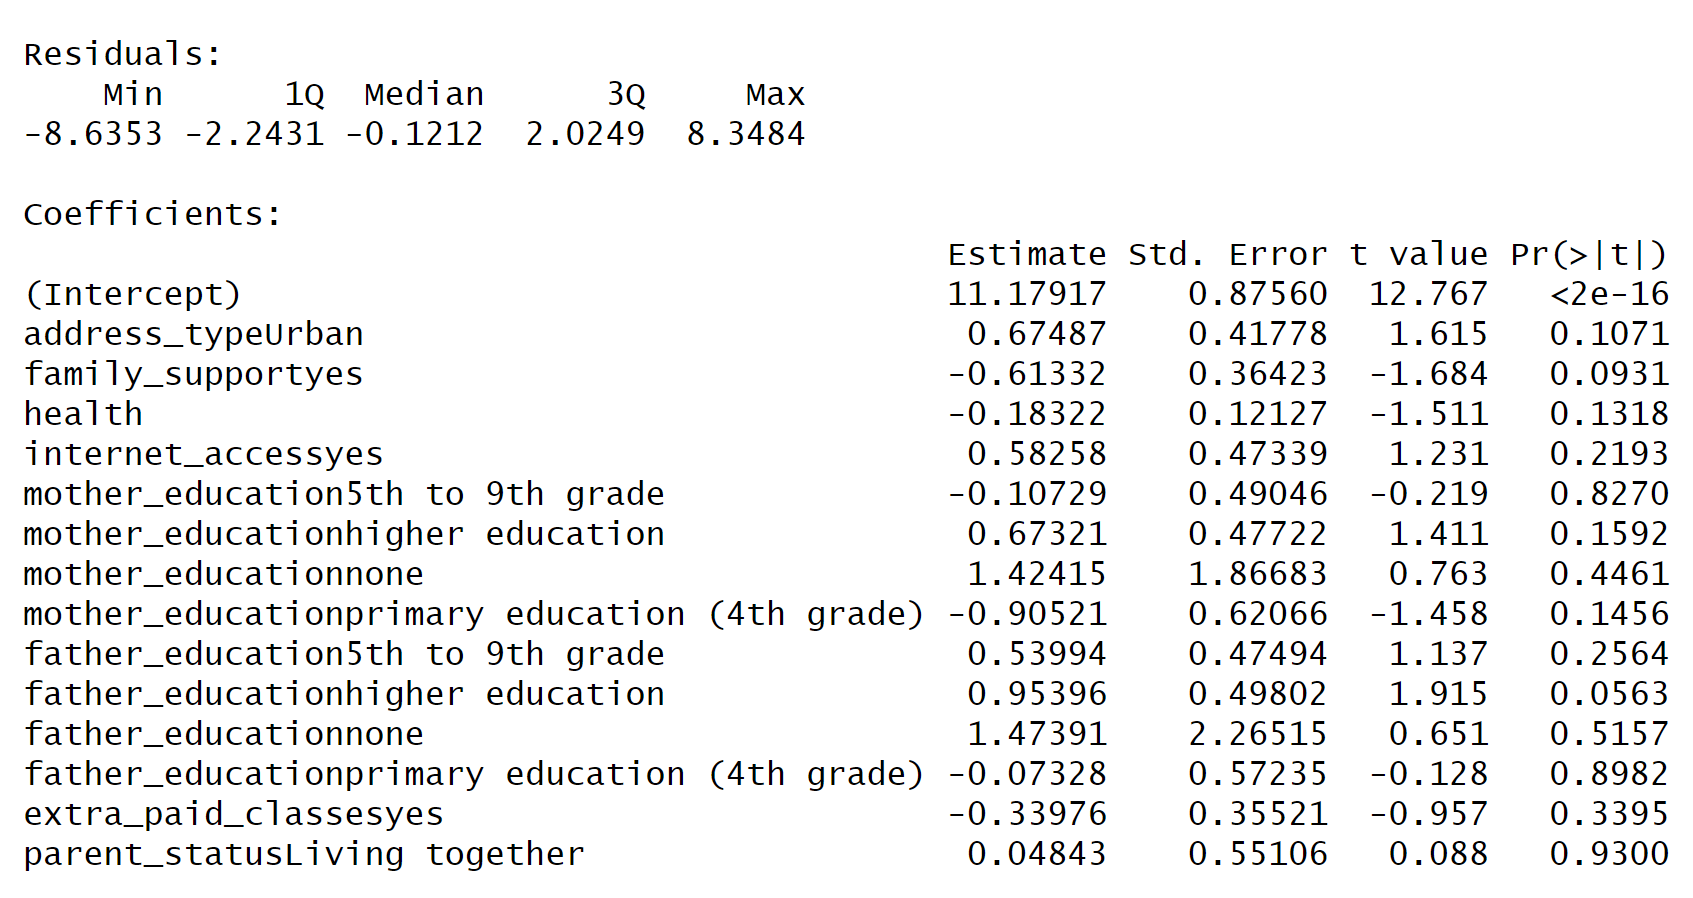 Residuals:
    Min      1Q  Median      3Q     Max
-8.6353 -2.2431 -0.1212  2.0249  8.3484

Coefficients:
                                              Estimate Std. Error t value Pr(>|t|)
(Intercept)                                   11.17917    0.87560  12.767   <2e-16
address_typeUrban                              0.67487    0.41778   1.615   0.1071
family_supportyes                             -0.61332    0.36423  -1.684   0.0931
health                                        -0.18322    0.12127  -1.511   0.1318
internet_accessyes                             0.58258    0.47339   1.231   0.2193
mother_education5th to 9th grade              -0.10729    0.49046  -0.219   0.8270
mother_educationhigher education               0.67321    0.47722   1.411   0.1592
mother_educationnone                           1.42415    1.86683   0.763   0.4461
mother_educationprimary education (4th grade) -0.90521    0.62066  -1.458   0.1456
father_education5th to 9th grade               0.53994    0.47494   1.137   0.2564
father_educationhigher education               0.95396    0.49802   1.915   0.0563
father_educationnone                           1.47391    2.26515   0.651   0.5157
father_educationprimary education (4th grade) -0.07328    0.57235  -0.128   0.8982
extra_paid_classesyes                         -0.33976    0.35521  -0.957   0.3395
parent_statusLiving together                   0.04843    0.55106   0.088   0.9300